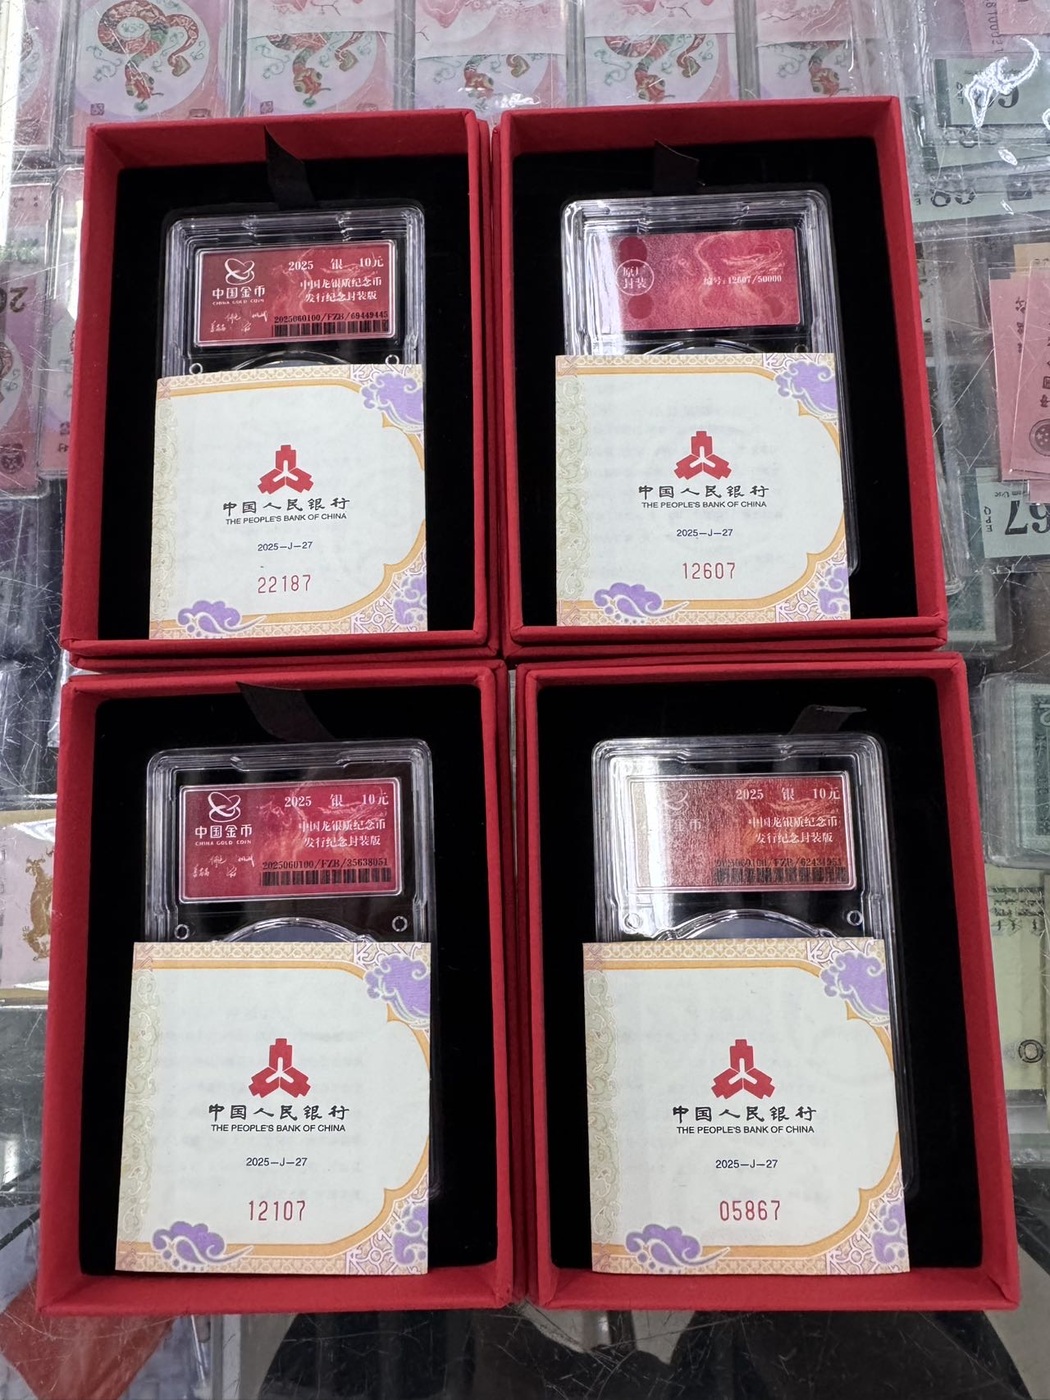 中国金币
CHINA GOLD COIN
2025 银 10元
中国龙银质纪念币
发行纪念封装版
2025060100/FZB/69449445
中国人民银行
THE PEOPLE'S BANK OF CHINA
2025-J-27
22187
原厂
封装
编号:12607/50000
中国人民银行
THE PEOPLE'S BANK OF CHINA
2025-J-27
12607
中国金币
CHINA GOLD COIN
2025 银 10元
中国龙银质纪念币
发行纪念封装版
2025060100/FZB/35638051
中国人民银行
THE PEOPLE'S BANK OF CHINA
2025-J-27
12107
2025 银 10元
中国龙银质纪念币
发行纪念封装版
中国人民银行
THE PEOPLE'S BANK OF CHINA
2025-J-27
05867
68
67